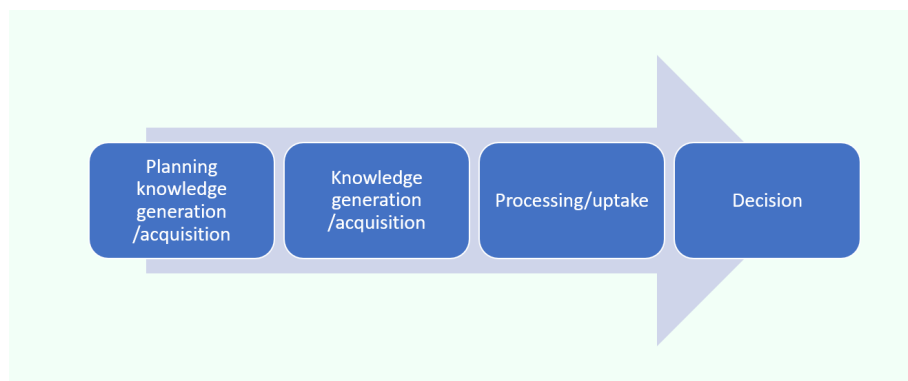 Planning
knowledge
generation
/acquisition
Knowledge
generation
/acquisition
Processing/uptake
Decision